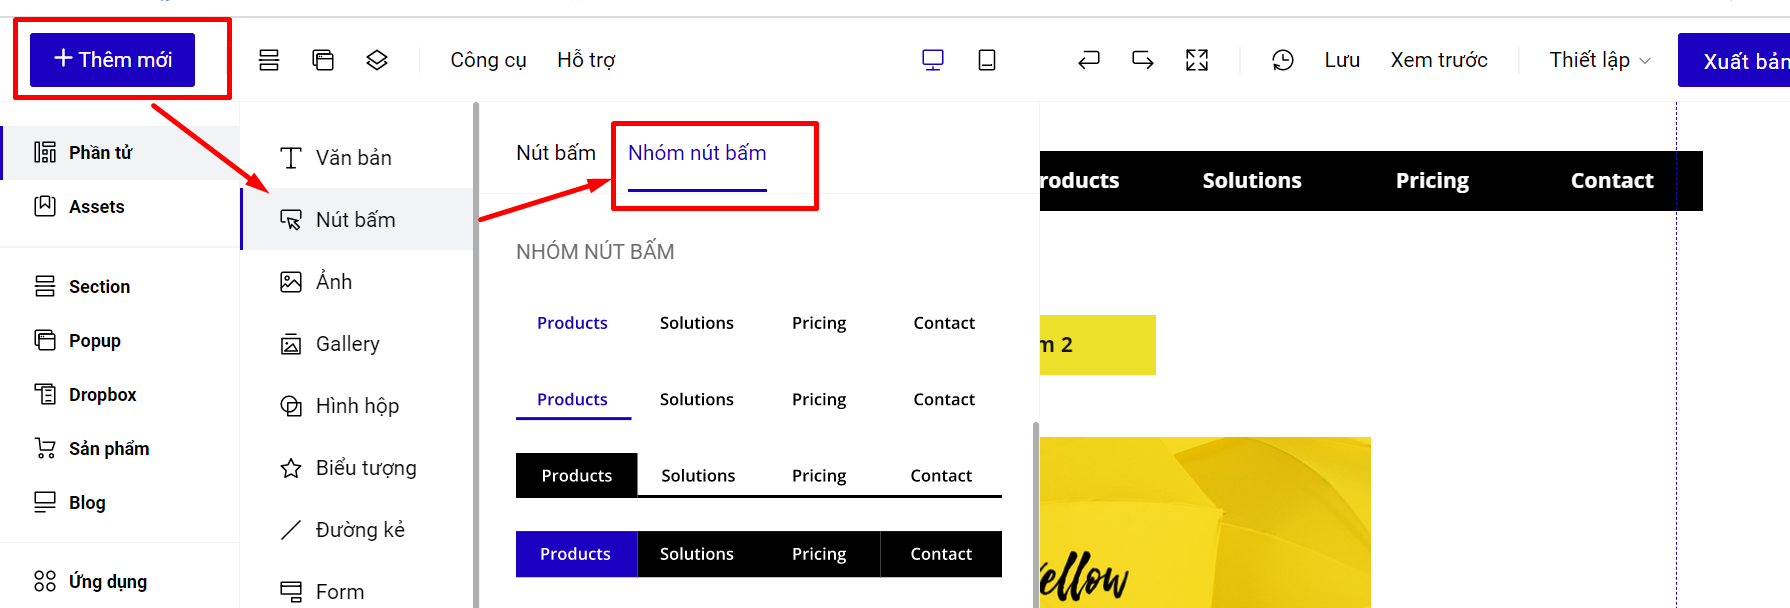 Thêm mới
Công cụ
Hỗ trợ
Lưu
Xem trước
Thiết lập
Xuất bản
Phần tử
Assets
Section
Popup
Dropbox
Sản phẩm
Blog
Ứng dụng
Văn bản
Nút bấm
Ảnh
Gallery
Hình hộp
Biểu tượng
Đường kẻ
Form
Nút bấm
Nhóm nút bấm
NHÓM NÚT BẤM
Products Solutions Pricing Contact
Products Solutions Pricing Contact
Products Solutions Pricing Contact
Products Solutions Pricing Contact
roducts Solutions Pricing Contact
m 2
Yellow